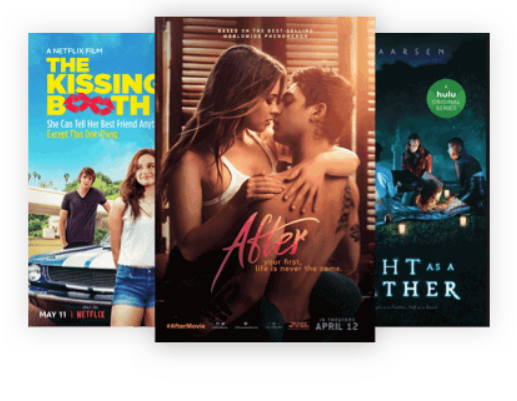 A NETFLIX FILM
THE
KISSING
BOOTH
She Can Tell Her Best Friend Anyt
Except This One Thing
MAY 11 | NETFLIX
BASED ON THE BEST-SELLING
WORLDWIDE PHENOMENON
After
your first.
life is never the same.
#AfterMovie
IN THEATERS
APRIL 12
AARSEN
A
hulu
ORIGINAL
SERIES
HT AS A
ATHER